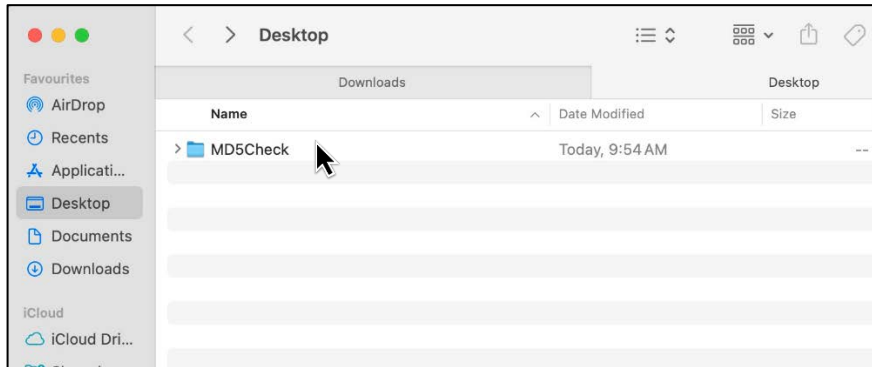 Desktop
Favourites
AirDrop
Recents
Applicati...
Desktop
Documents
Downloads
iCloud
iCloud Dri...
Downloads
Desktop
Name
Date Modified
Size
MD5Check
Today, 9:54 AM
--